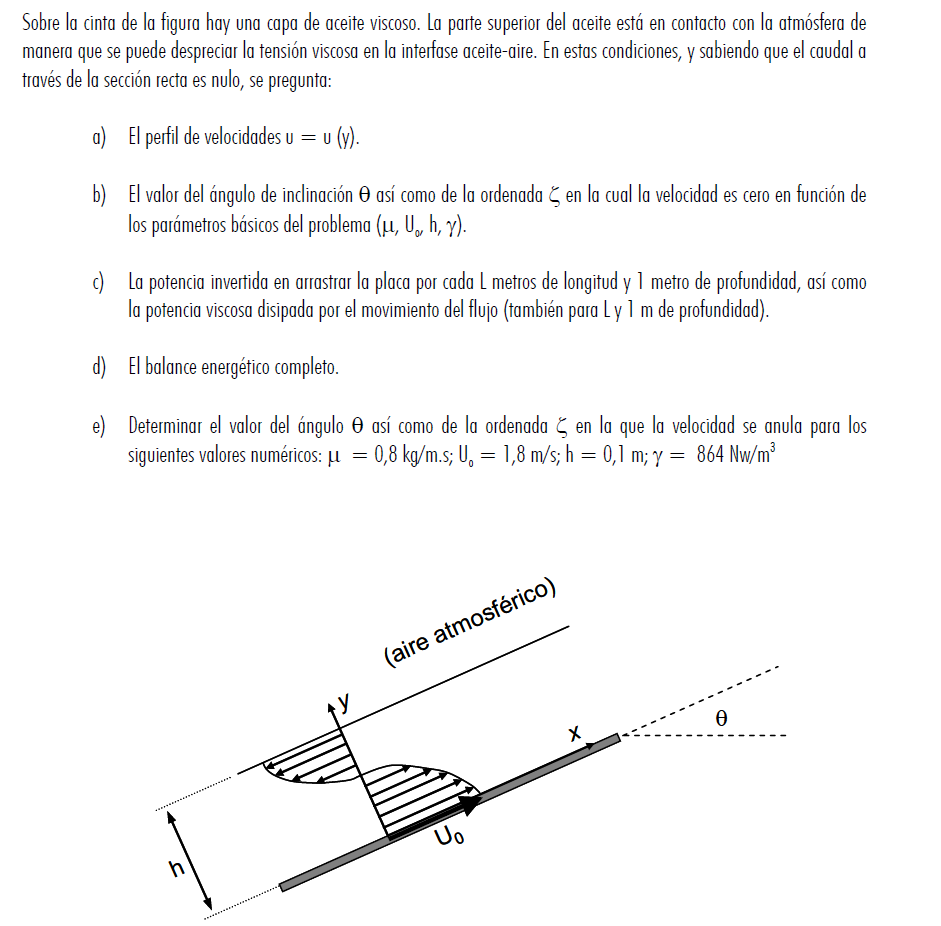 Sobre la cinta de la figura hay una capa de aceite viscoso. La parte superior del aceite está en contacto con la atmósfera de
manera que se puede despreciar la tensión viscosa en la interfase aceite-aire. En estas condiciones, y sabiendo que el caudal a
través de la sección recta es nulo, se pregunta:
a) El perfil de velocidades u = u (y).
b) El valor del ángulo de inclinación θ así como de la ordenada ζ en la cual la velocidad es cero en función de
los parámetros básicos del problema (μ, U₀, h, γ).
c) La potencia invertida en arrastrar la placa por cada L metros de longitud y 1 metro de profundidad, así como
la potencia viscosa disipada por el movimiento del flujo (también para L y 1 m de profundidad).
d) El balance energético completo.
e) Determinar el valor del ángulo θ así como de la ordenada ζ en la que la velocidad se anula para los
siguientes valores numéricos: μ = 0,8 kg/m.s; U₀ = 1,8 m/s; h = 0,1 m; γ = 864 Nw/m³
(aire atmosférico)
y
x
θ
U₀
h